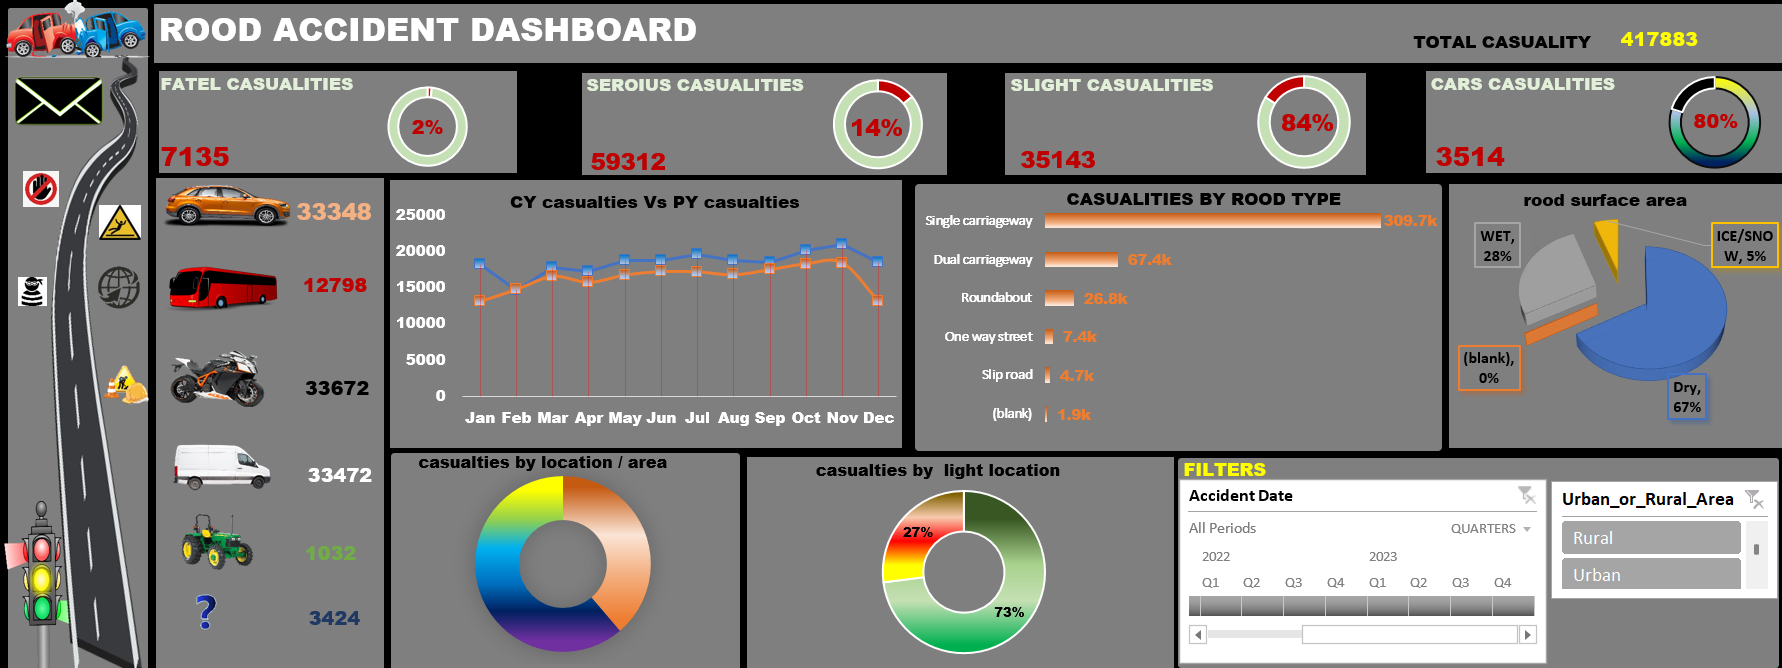 ROOD ACCIDENT DASHBOARD
TOTAL CASUALITY 417883
FATEL CASUALITIES
2%
7135
SEROIUS CASUALITIES
14%
59312
SLIGHT CASUALITIES
84%
35143
CARS CASUALITIES
80%
3514
33348
12798
33672
33472
1032
?
3424
CY casualties Vs PY casualties
25000
20000
15000
10000
5000
0
Jan Feb Mar Apr May Jun Jul Aug Sep Oct Nov Dec
CASUALITIES BY ROOD TYPE
Single carriageway 309.7k
Dual carriageway 67.4k
Roundabout 26.8k
One way street 7.4k
Slip road 4.7k
(blank) 1.9k
rood surface area
WET,
28%
ICE/SNO
W, 5%
(blank),
0%
Dry,
67%
casualties by location / area
casualties by light location
27%
73%
FILTERS
Accident Date
All Periods QUARTERS
2022 2023
Q1 Q2 Q3 Q4 Q1 Q2 Q3 Q4
Urban_or_Rural_Area
Rural
Urban